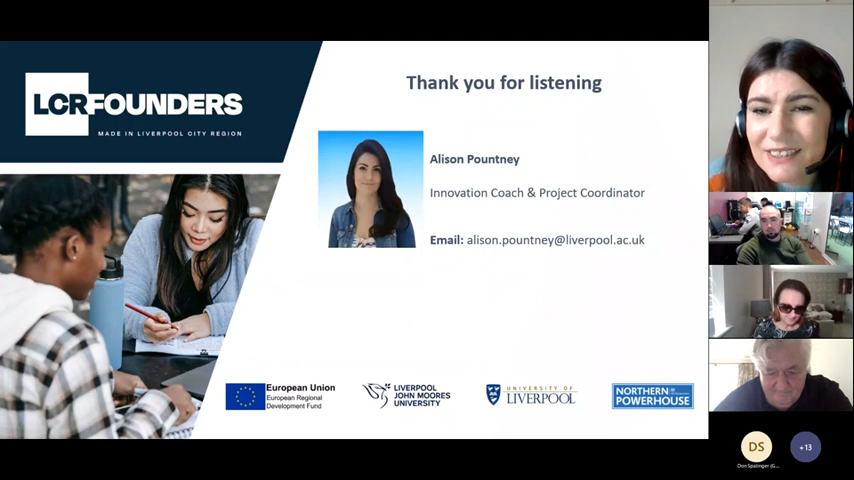 LCRFOUNDERS
MADE IN LIVERPOOL CITY REGION
Thank you for listening
Alison Pountney
Innovation Coach & Project Coordinator
Email: alison.pountney@liverpool.ac.uk
European Union
European Regional
Development Fund
LIVERPOOL
JOHN MOORES
UNIVERSITY
UNIVERSITY OF
LIVERPOOL
NORTHERN
POWERHOUSE
DS
+13
Don Spalinger (G...